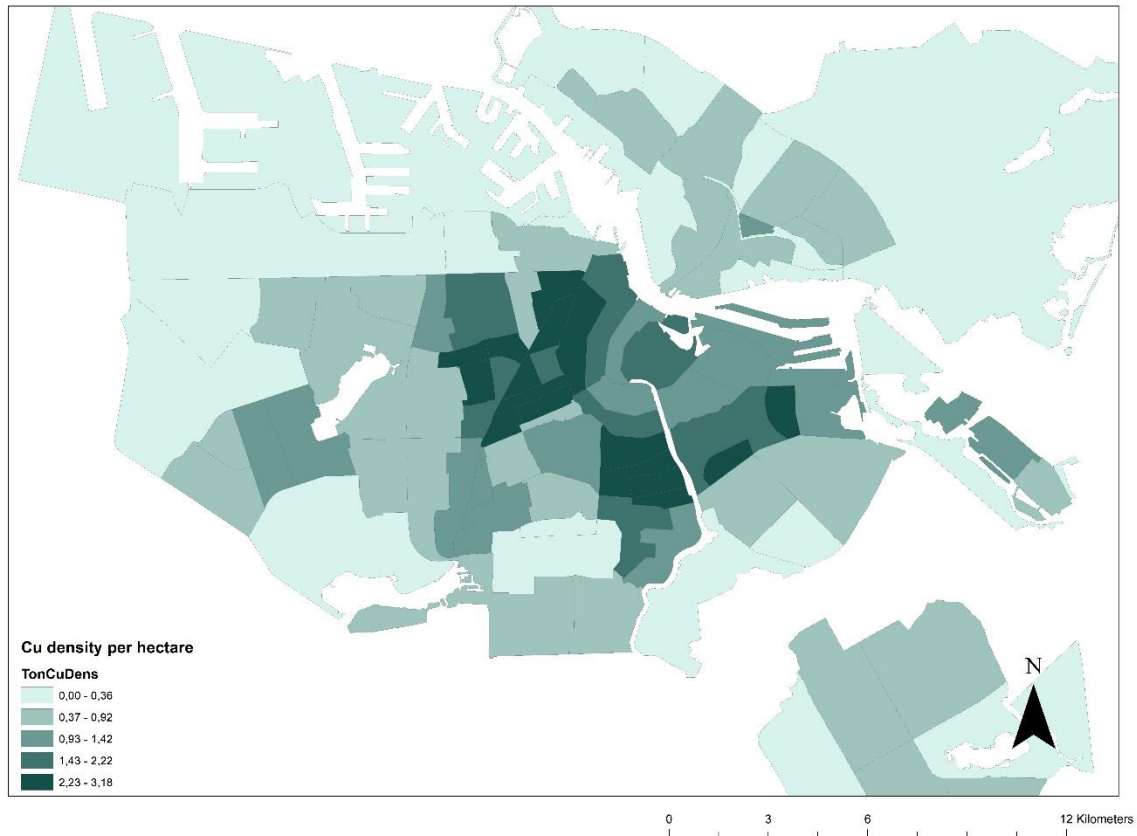 N
Cu density per hectare
TonCuDens
0,00 - 0,36
0,37 - 0,92
0,93 - 1,42
1,43 - 2,22
2,23 - 3,18
0 3 6 12 Kilometers